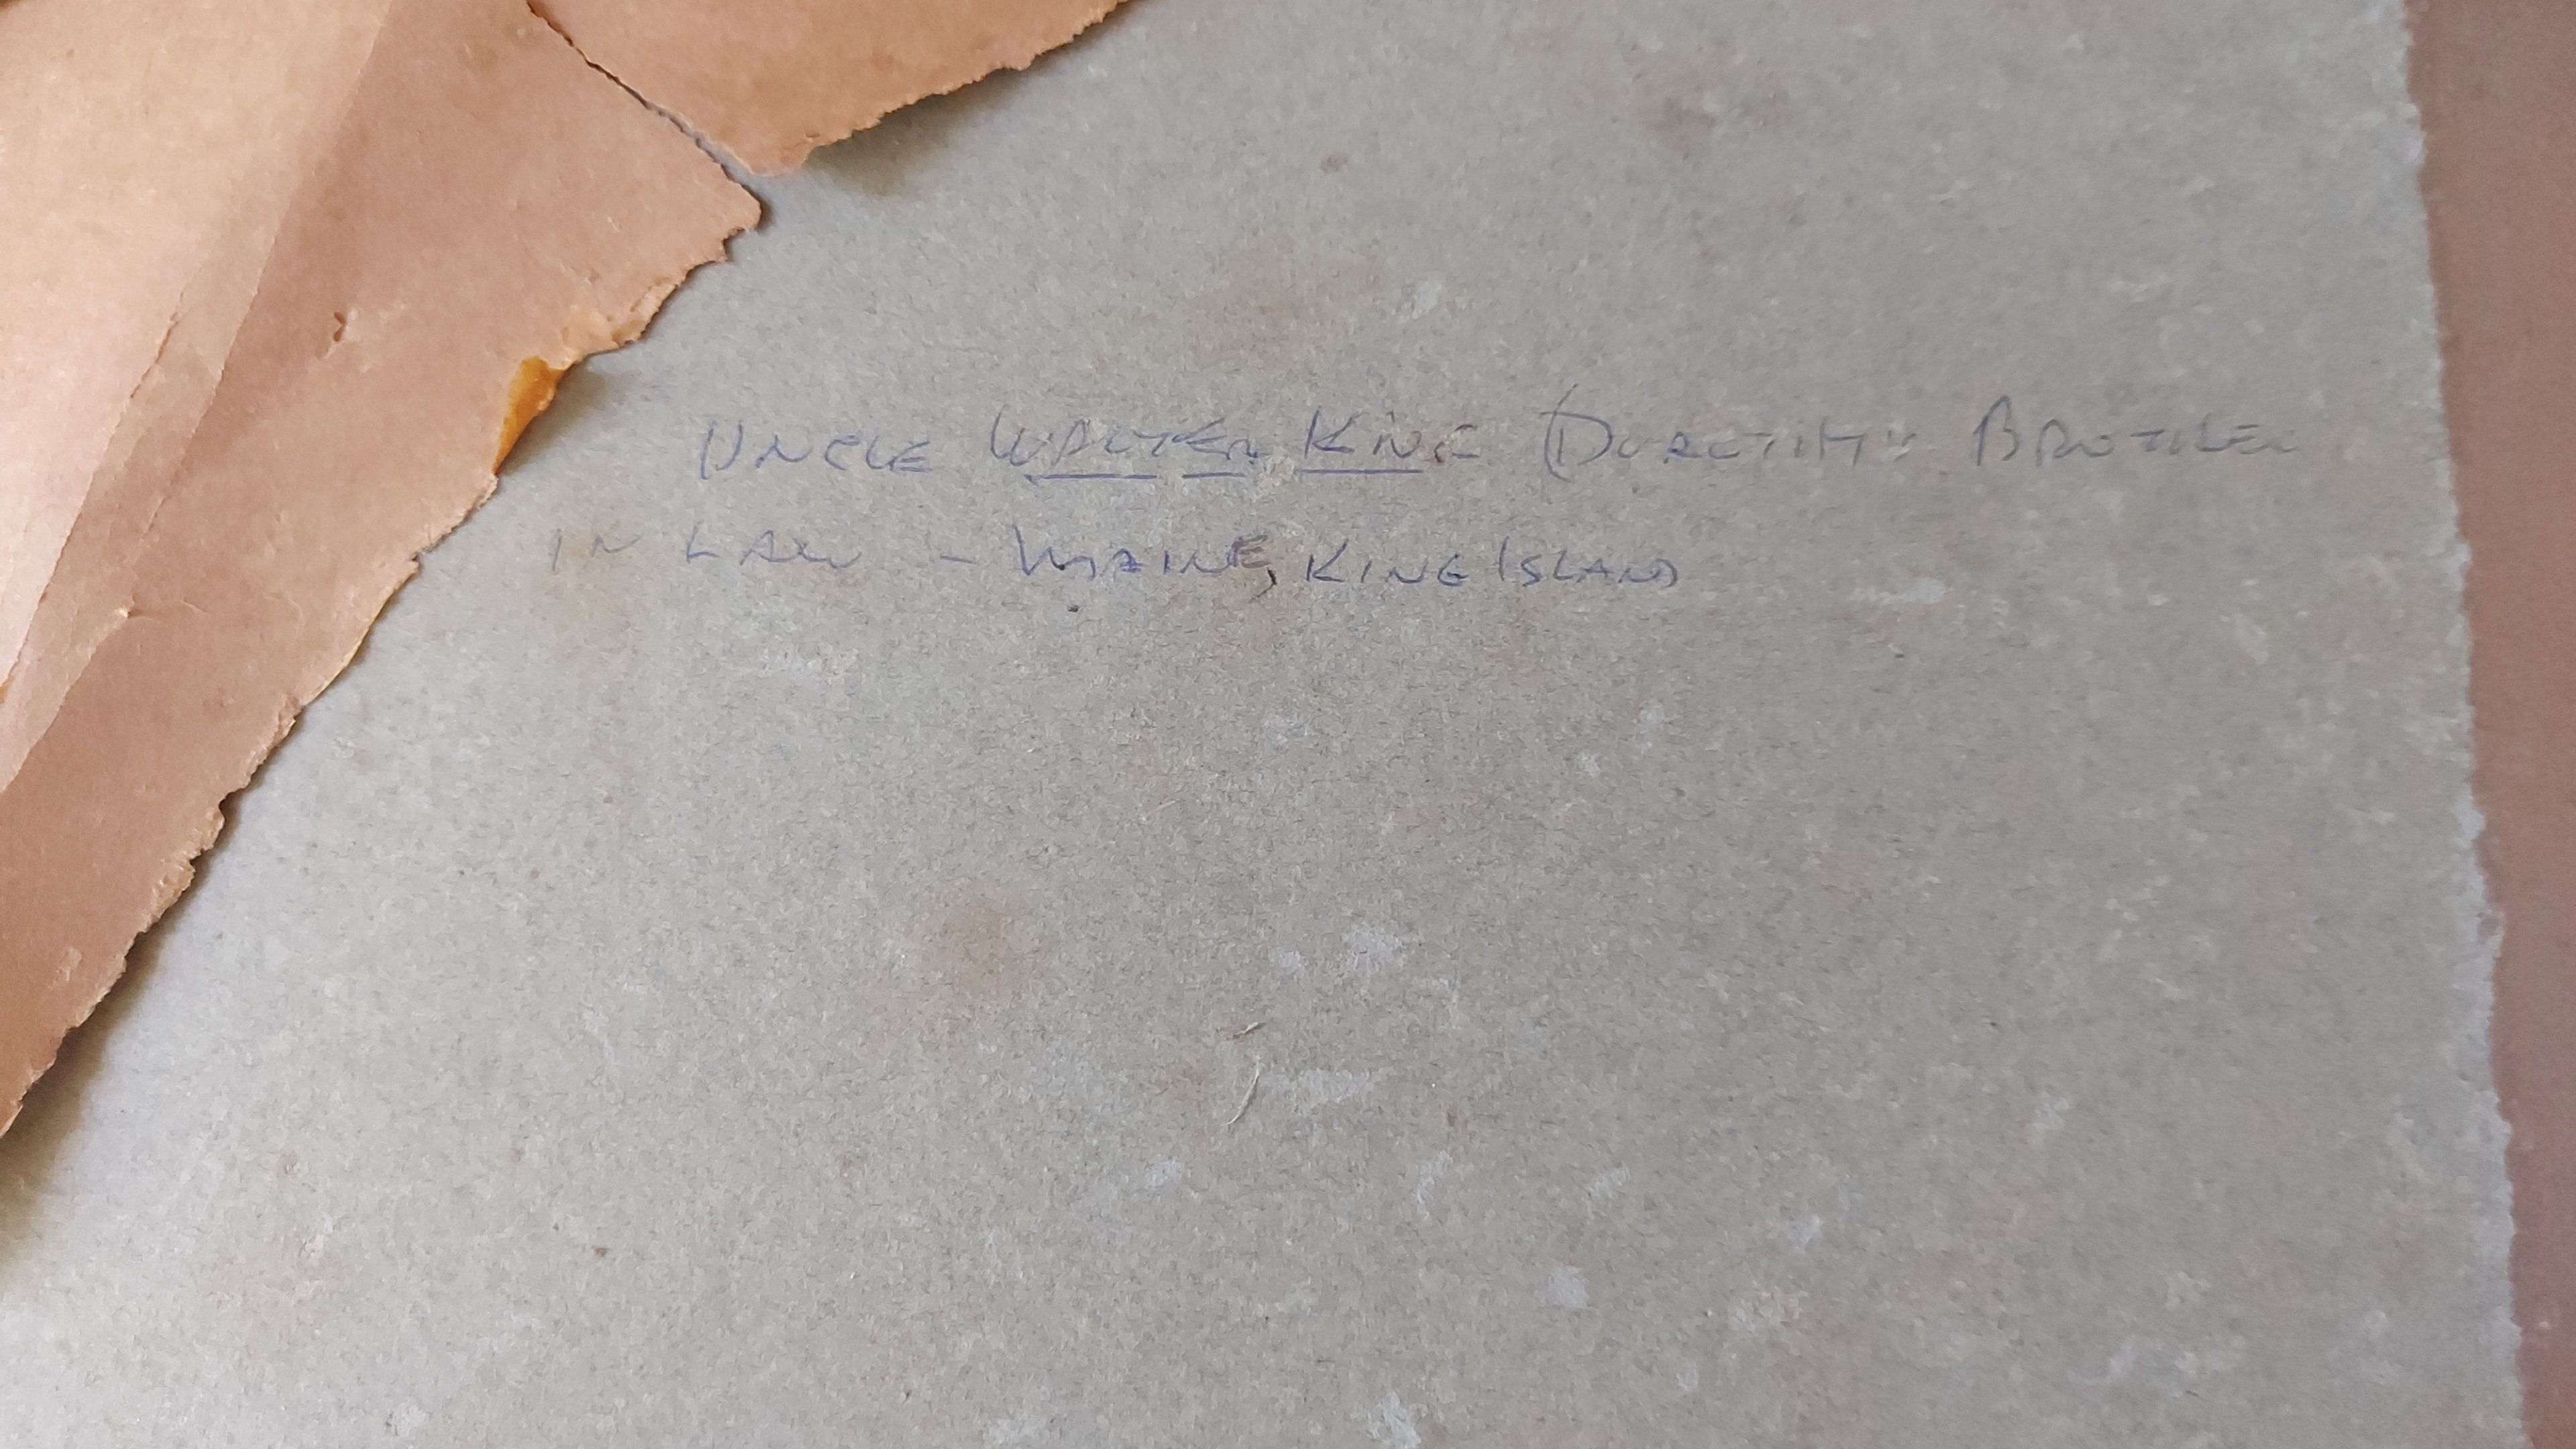 UNCLE WALTER KING (DOROTHY'S BROTHER
IN LAW - MAINE, KING ISLAND